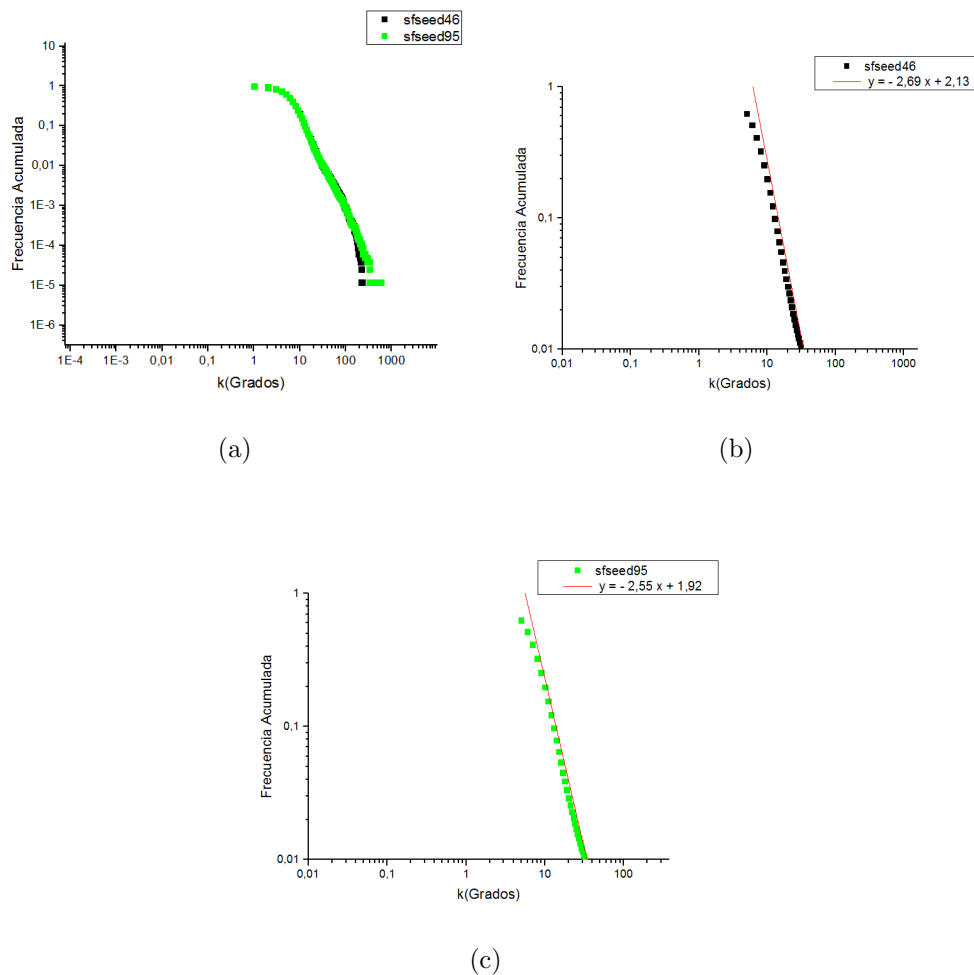 sfseed46
sfseed95
10
1
0,1
0,01
1E-3
1E-4
1E-5
1E-6
Frecuencia Acumulada
1E-4 1E-3 0,01 0,1 1 10 100 1000
k(Grados)
(a)
sfseed46
y = - 2,69 x + 2,13
1
0,1
0,01
Frecuencia Acumulada
0,01 0,1 1 10 100 1000
k(Grados)
(b)
sfseed95
y = - 2,55 x + 1,92
1
0,1
0,01
Frecuencia Acumulada
0,01 0,1 1 10 100
k(Grados)
(c)